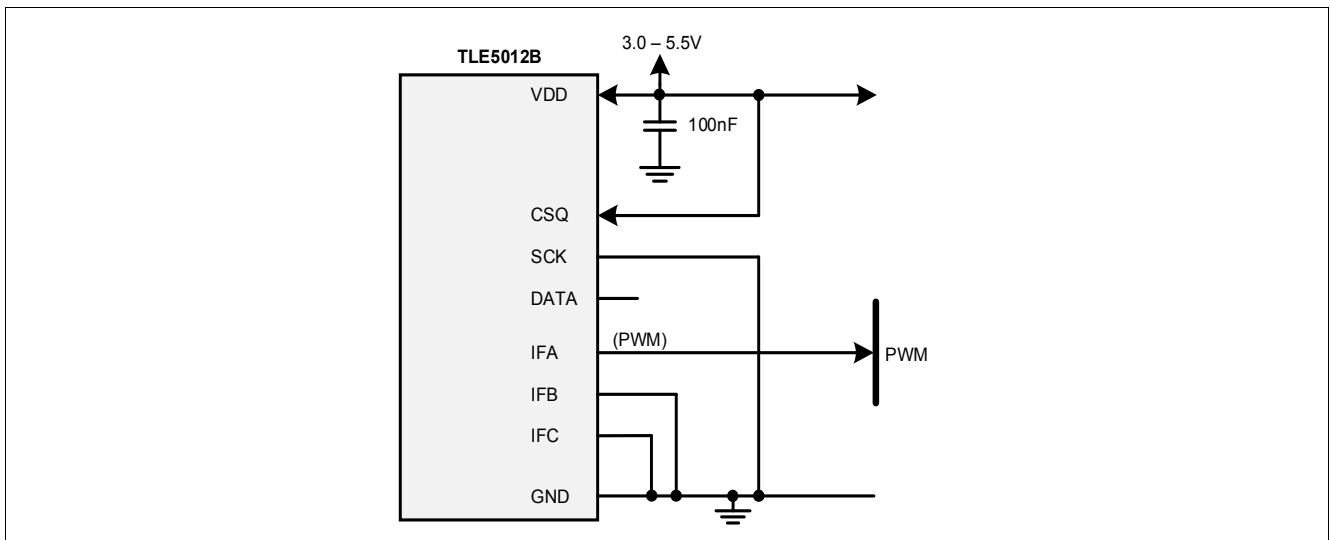 3.0 – 5.5V
TLE5012B
VDD
100nF
CSQ
SCK
DATA
IFA
(PWM)
PWM
IFB
IFC
GND